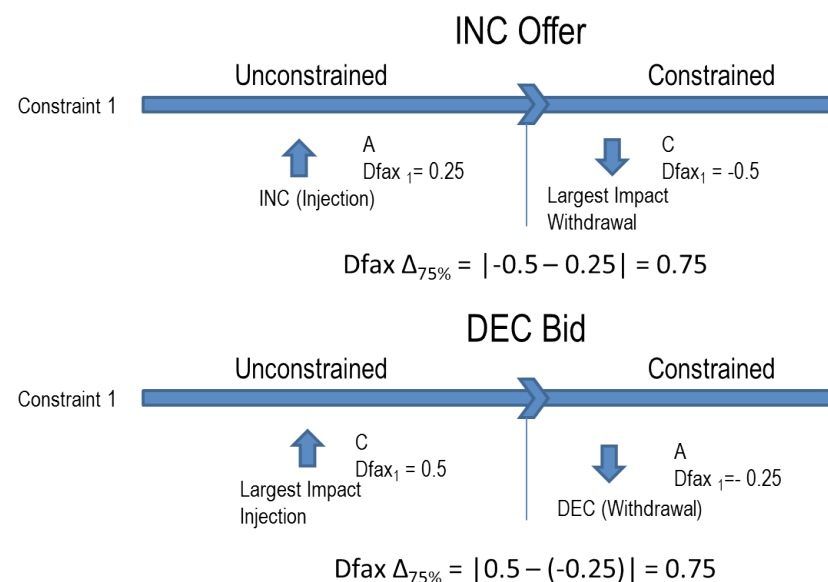 INC Offer
Unconstrained
Constrained
Constraint 1
A
Dfax 1= 0.25
INC (Injection)
C
Dfax1 = -0.5
Largest Impact
Withdrawal
Dfax Δ75% = |-0.5 – 0.25| = 0.75
DEC Bid
Unconstrained
Constrained
Constraint 1
C
Dfax1 = 0.5
Largest Impact
Injection
A
Dfax 1=- 0.25
DEC (Withdrawal)
Dfax Δ75% = |0.5 – (-0.25)| = 0.75